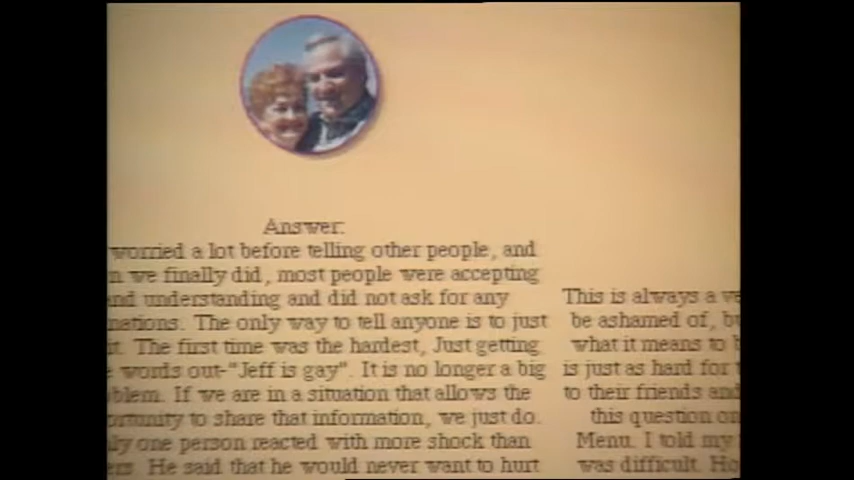 Answer:
worried a lot before telling other people, and
n we finally did, most people were accepting
nd understanding and did not ask for any
nations. The only way to tell anyone is to just
it. The first time was the hardest, Just getting
e words out-"Jeff is gay". It is no longer a big
blem. If we are in a situation that allows the
ortunity to share that information, we just do.
ly one person reacted with more shock than
ers. He said that he would never want to hurt
This is always a ve
be ashamed of, bu
what it means to b
is just as hard for t
to their friends and
this question on
Menu. I told my
was difficult. Ho